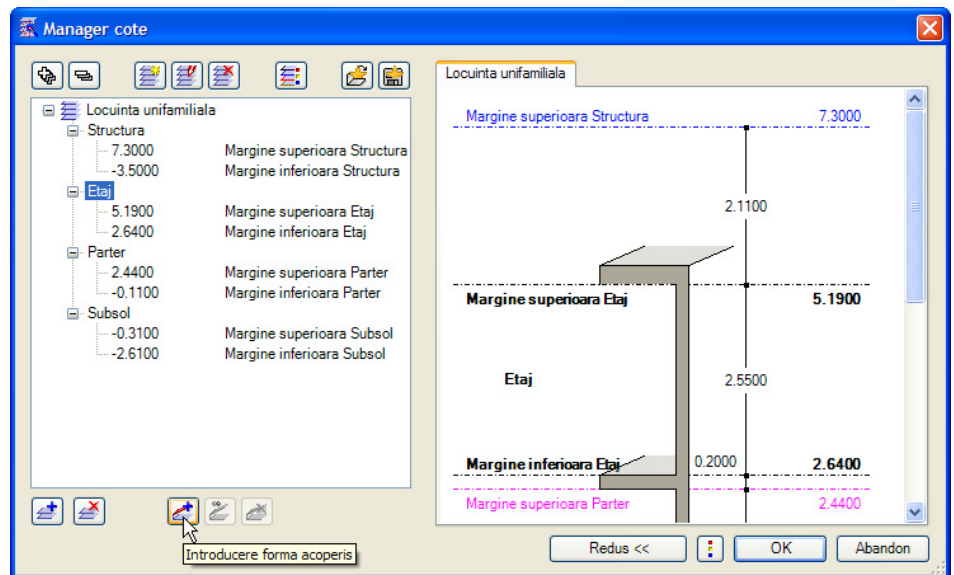 Manager cote
Locuinta unifamiliala
Structura
7.3000 Margine superioara Structura
-3.5000 Margine inferioara Structura
Etaj
5.1900 Margine superioara Etaj
2.6400 Margine inferioara Etaj
Parter
2.4400 Margine superioara Parter
-0.1100 Margine inferioara Parter
Subsol
-0.3100 Margine superioara Subsol
-2.6100 Margine inferioara Subsol
Introducere forma acoperis
Locuinta unifamiliala
Margine superioara Structura 7.3000
2.1100
Margine superioara Etaj 5.1900
Etaj 2.5500
Margine inferioara Etaj 0.2000 2.6400
Margine superioara Parter 2.4400
Redus << OK Abandon